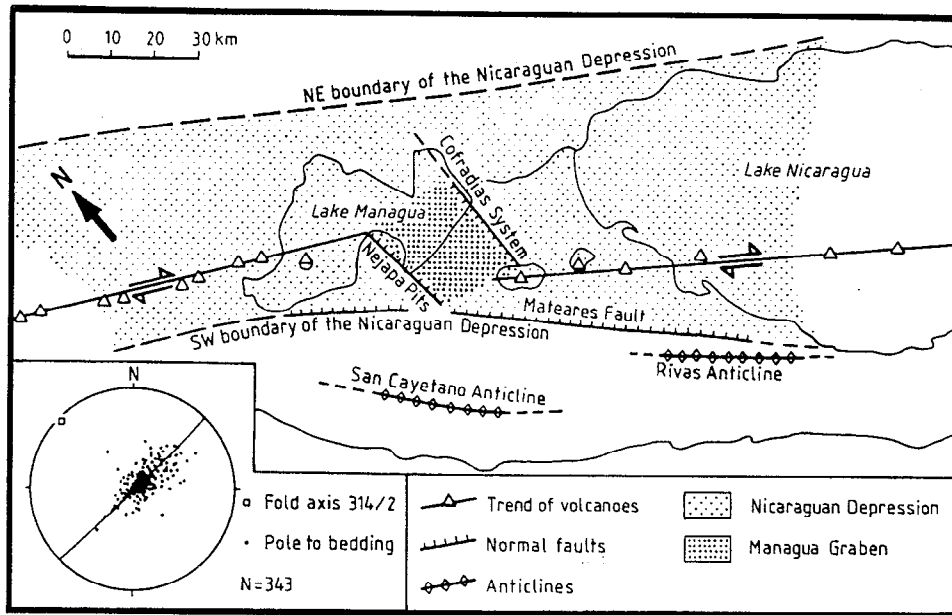 0 10 20 30 km
NE boundary of the Nicaraguan Depression
N
Cofradias System
Lake Nicaragua
Lake Managua
Nejapa Pits
Mateares Fault
SW boundary of the Nicaraguan Depression
Rivas Anticline
San Cayetano Anticline
N
Fold axis 314/2
Pole to bedding
N=343
Trend of volcanoes
Normal faults
Anticlines
Nicaraguan Depression
Managua Graben